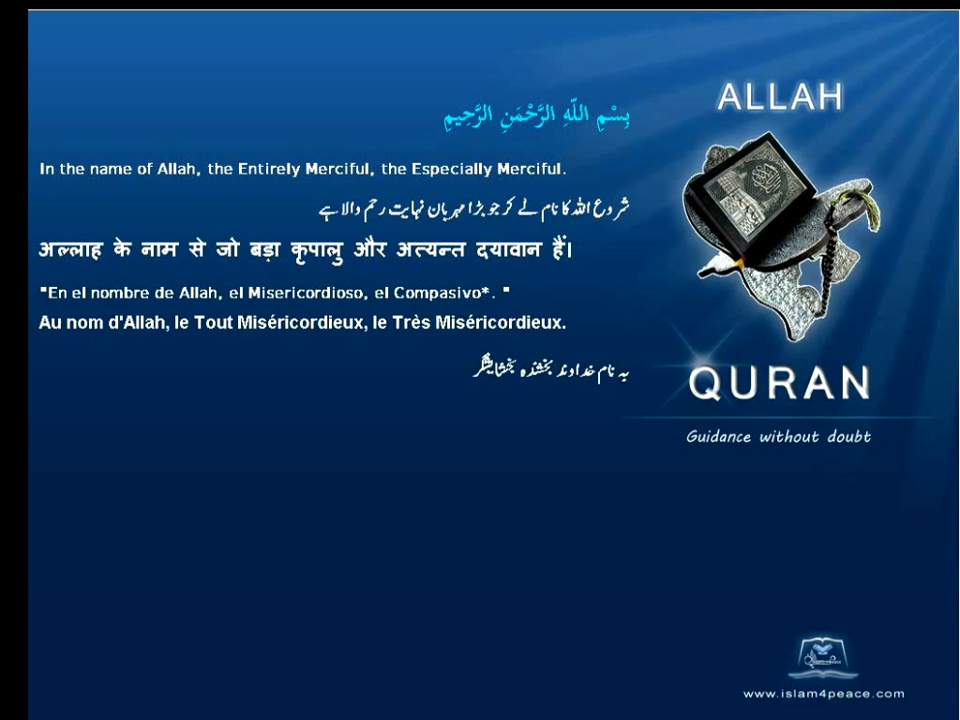 بِسْمِ اللّهِ الرَّحْمَنِ الرَّحِيمِ
In the name of Allah, the Entirely Merciful, the Especially Merciful.
شروع الله کا نام لے کر جو بڑا مہربان نہایت رحم والا ہے
अल्लाह के नाम से जो बड़ा कृपालु और अत्यन्त दयावान हैं।
"En el nombre de Allah, el Misericordioso, el Compasivo*. "
Au nom d'Allah, le Tout Miséricordieux, le Très Miséricordieux.
به نام خداوند بخشنده بخشایشگر
ALLAH
QURAN
Guidance without doubt
www.islam4peace.com